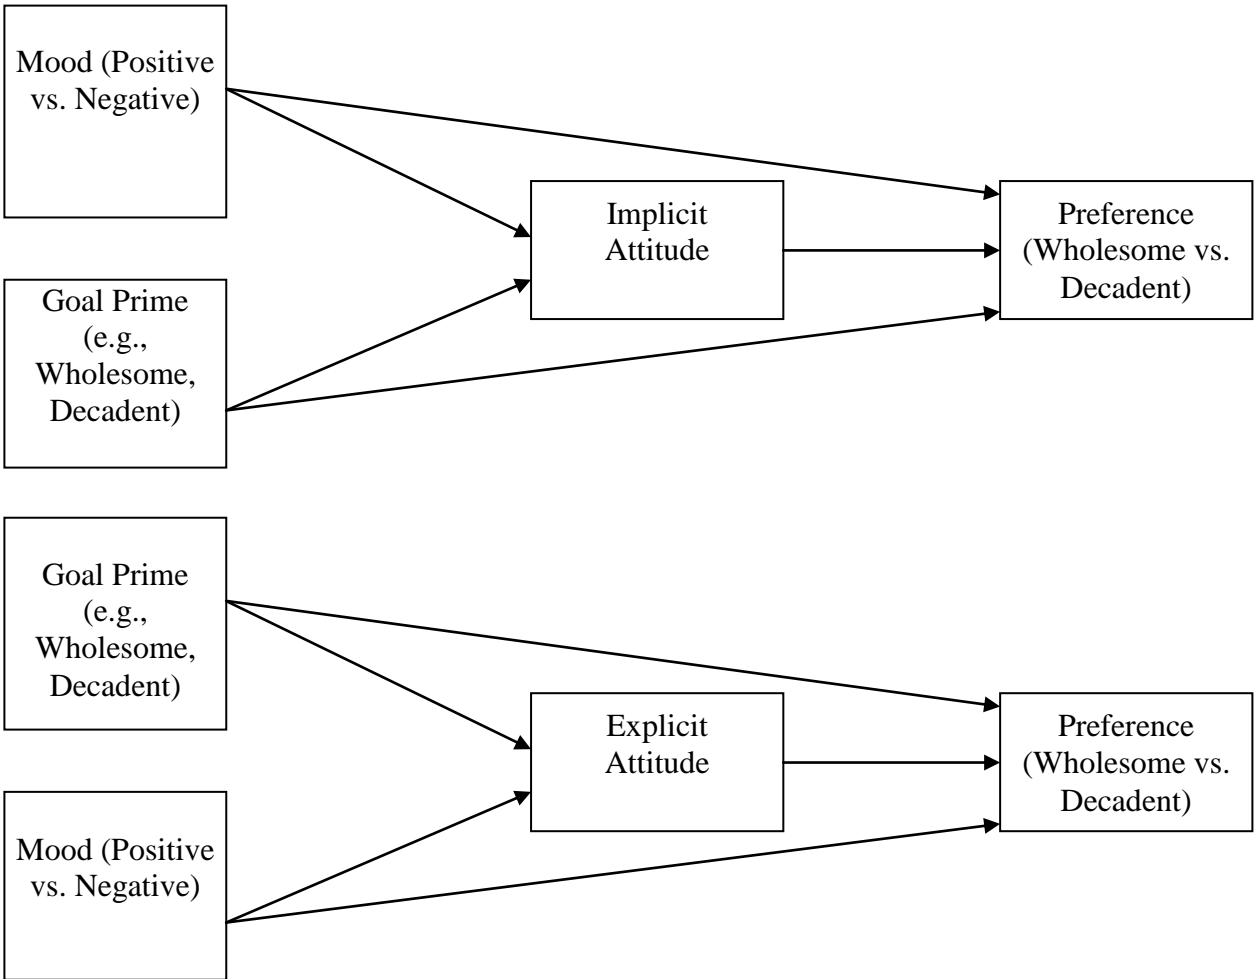 Mood (Positive
vs. Negative)
Implicit
Attitude
Preference
(Wholesome vs.
Decadent)
Goal Prime
(e.g.,
Wholesome,
Decadent)
Goal Prime
(e.g.,
Wholesome,
Decadent)
Explicit
Attitude
Preference
(Wholesome vs.
Decadent)
Mood (Positive
vs. Negative)